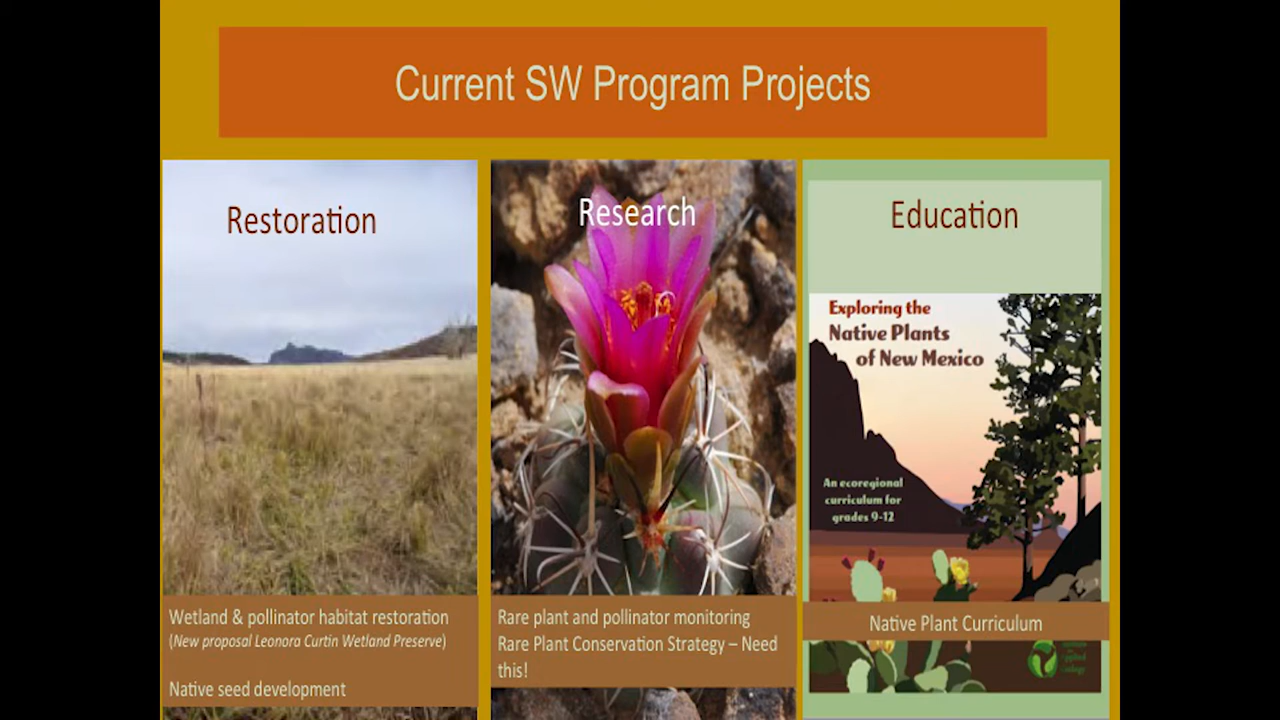 Current SW Program Projects
Restoration
Wetland & pollinator habitat restoration
(New proposal Leonora Curtin Wetland Preserve)
Native seed development
Research
Rare plant and pollinator monitoring
Rare Plant Conservation Strategy – Need
this!
Education
Exploring the
Native Plants
of New Mexico
An ecoregional
curriculum for
grades 9-12
Native Plant Curriculum